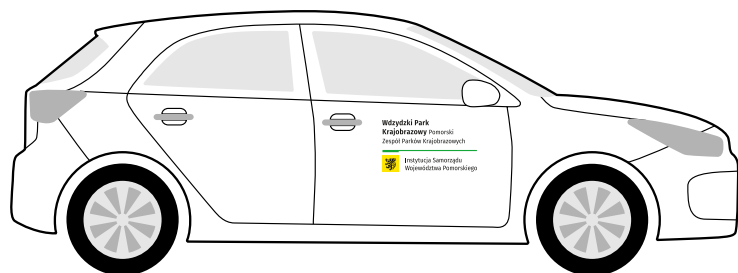 Wdzydzki Park
Krajobrazowy Pomorski
Zespół Parków Krajobrazowych
Instytucja Samorządu
Województwa Pomorskiego